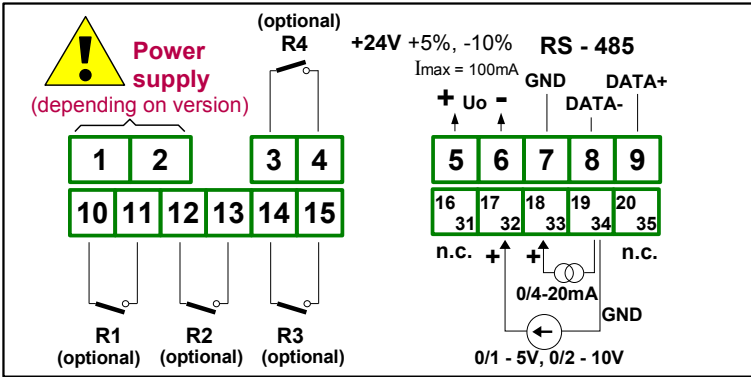 (optional)
R4
Power
supply
(depending on version)
+24V +5%, -10%
Imax = 100mA
RS - 485
GND
DATA+
DATA-
+ Uo -
1 2 3 4
10 11 12 13 14 15
5 6 7 8 9
16 17 18 19 20
31 32 33 34 35
n.c. + + n.c.
0/4-20mA
GND
0/1 - 5V, 0/2 - 10V
R1 R2 R3
(optional) (optional) (optional)